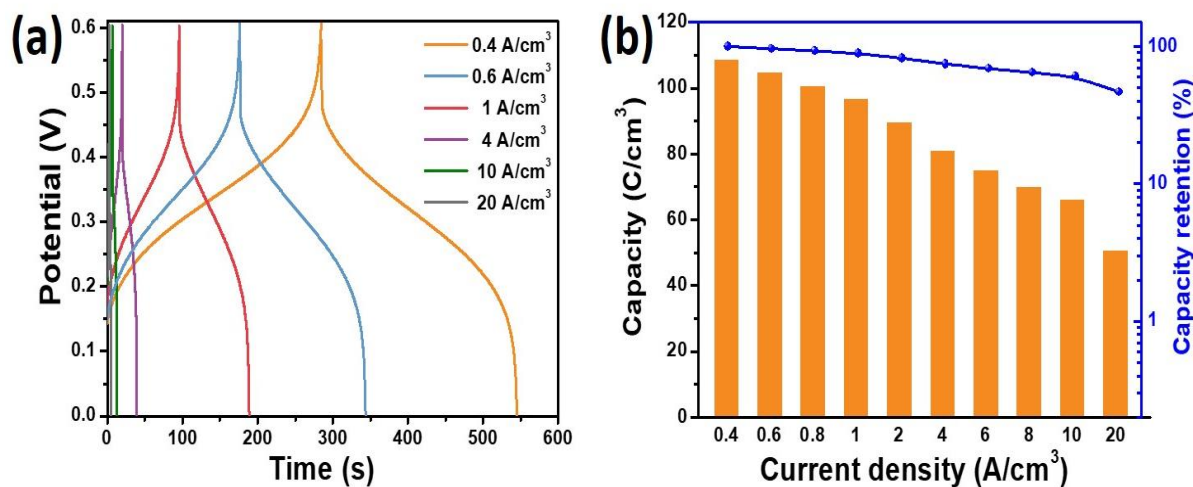 (a)
Potential (V)
0.6
0.5
0.4
0.3
0.2
0.1
0.0
0.4 A/cm³
0.6 A/cm³
1 A/cm³
4 A/cm³
10 A/cm³
20 A/cm³
0 100 200 300 400 500 600
Time (s)
(b)
Capacity (C/cm³)
120
100
80
60
40
20
0
100
10
1
Capacity retention (%)
0.4 0.6 0.8 1 2 4 6 8 10 20
Current density (A/cm³)